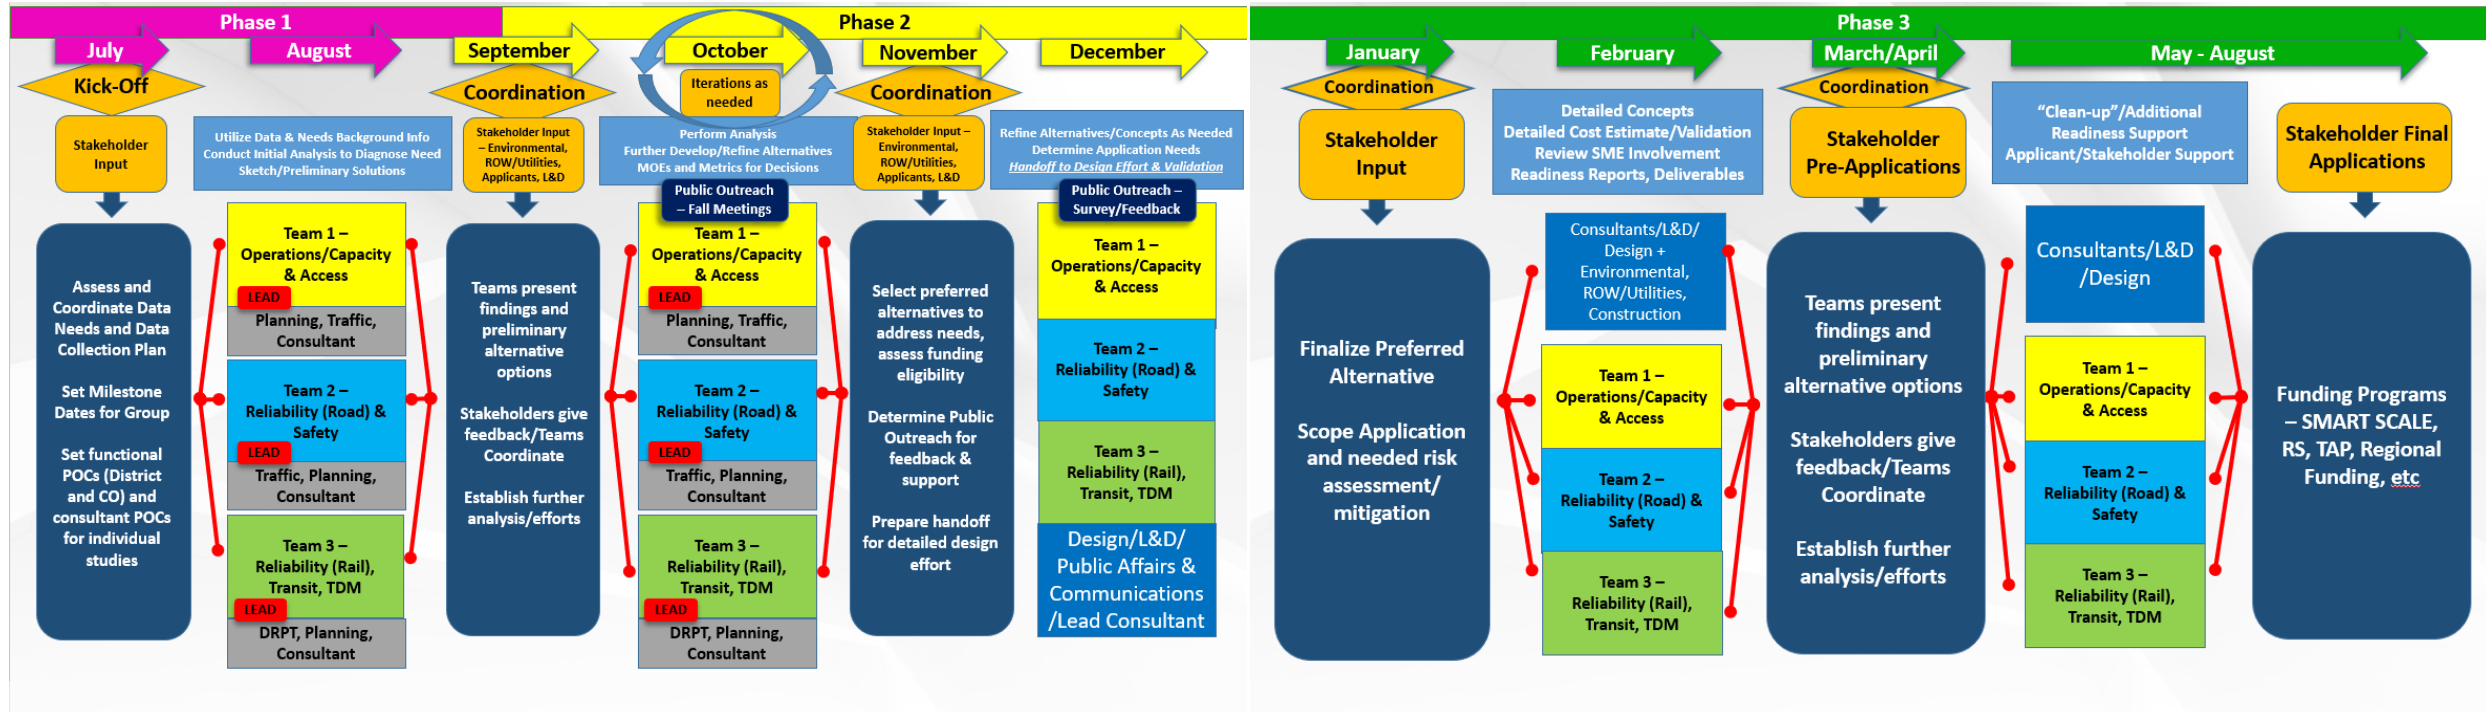 Phase 1
Phase 2
Phase 3
July
August
September
October
November
December
January
February
March/April
May - August
Kick-Off
Stakeholder
Input
Assess and
Coordinate Data
Needs and Data
Collection Plan
Set Milestone
Dates for Group
Set functional
POCs (District
and CO) and
consultant POCs
for individual
studies
Utilize Data & Needs Background Info
Conduct Initial Analysis to Diagnose Need
Sketch/Preliminary Solutions
Team 1 –
Operations/Capacity
& Access
LEAD
Planning, Traffic,
Consultant
Team 2 –
Reliability (Road) &
Safety
LEAD
Traffic, Planning,
Consultant
Team 3 –
Reliability (Rail),
Transit, TDM
LEAD
DRPT, Planning,
Consultant
Coordination
Stakeholder Input
– Environmental,
ROW/Utilities,
Applicants, L&D
Teams present
findings and
preliminary
alternative
options
Stakeholders give
feedback/Teams
Coordinate
Establish further
analysis/efforts
Iterations as
needed
Perform Analysis
Further Develop/Refine Alternatives
MOEs and Metrics for Decisions
Public Outreach
– Fall Meetings
Team 1 –
Operations/Capacity
& Access
LEAD
Planning, Traffic,
Consultant
Team 2 –
Reliability (Road) &
Safety
LEAD
Traffic, Planning,
Consultant
Team 3 –
Reliability (Rail),
Transit, TDM
LEAD
DRPT, Planning,
Consultant
Coordination
Stakeholder Input –
Environmental,
ROW/Utilities,
Applicants, L&D
Select preferred
alternatives to
address needs,
assess funding
eligibility
Determine Public
Outreach for
feedback &
support
Prepare handoff
for detailed design
effort
Refine Alternatives/Concepts As Needed
Determine Application Needs
Handoff to Design Effort & Validation
Public Outreach –
Survey/Feedback
Team 1 –
Operations/Capacity
& Access
Team 2 –
Reliability (Road) &
Safety
Team 3 –
Reliability (Rail),
Transit, TDM
Design/L&D/
Public Affairs &
Communications
/Lead Consultant
Coordination
Stakeholder
Input
Finalize Preferred
Alternative
Scope Application
and needed risk
assessment/
mitigation
Detailed Concepts
Detailed Cost Estimate/Validation
Review SME Involvement
Readiness Reports, Deliverables
Consultants/L&D/
Design +
Environmental,
ROW/Utilities,
Construction
Team 1 –
Operations/Capacity
& Access
Team 2 –
Reliability (Road) &
Safety
Team 3 –
Reliability (Rail),
Transit, TDM
Coordination
Stakeholder
Pre-Applications
Teams present
findings and
preliminary
alternative options
Stakeholders give
feedback/Teams
Coordinate
Establish further
analysis/efforts
“Clean-up”/Additional
Readiness Support
Applicant/Stakeholder Support
Consultants/L&D
/Design
Team 1 –
Operations/Capacity
& Access
Team 2 –
Reliability (Road) &
Safety
Team 3 –
Reliability (Rail),
Transit, TDM
Stakeholder Final
Applications
Funding Programs
– SMART SCALE,
RS, TAP, Regional
Funding, etc